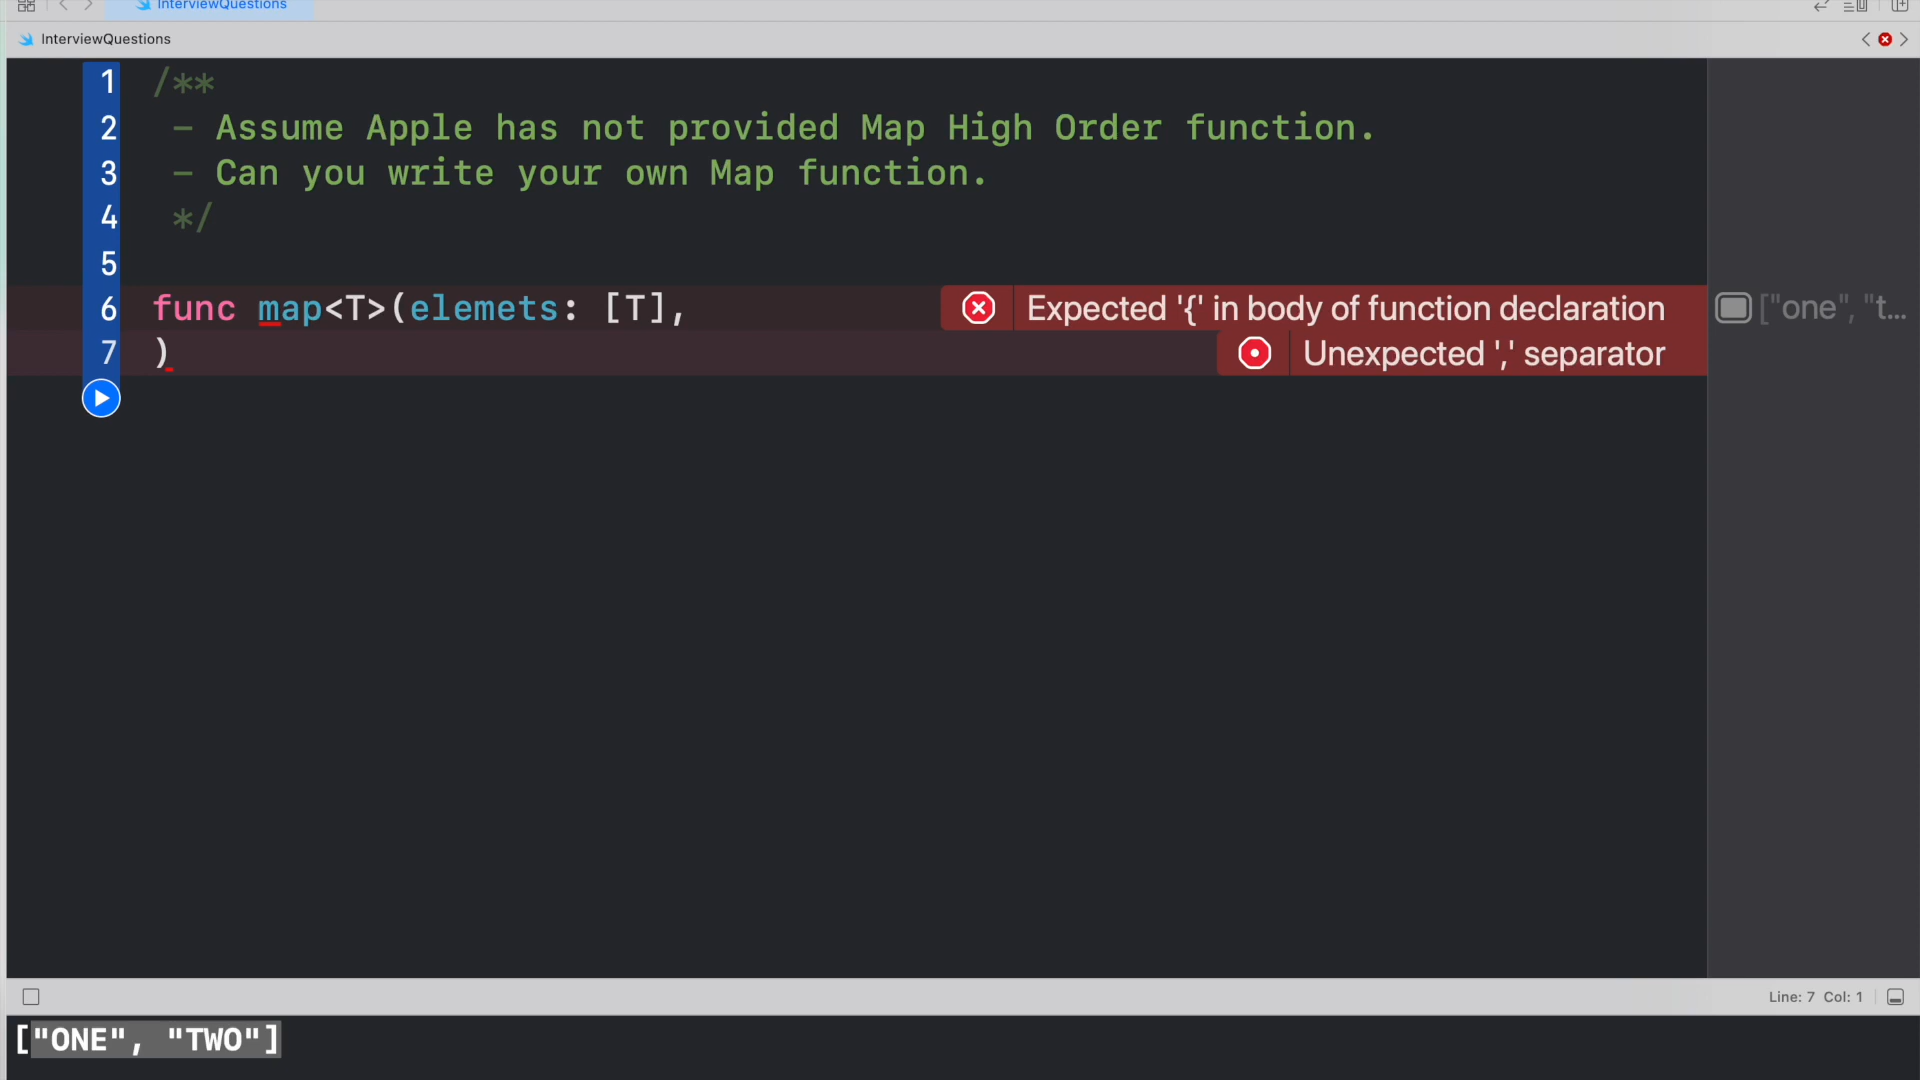 InterviewQuestions
InterviewQuestions
1 /**
2 - Assume Apple has not provided Map High Order function.
3 - Can you write your own Map function.
4 */
5
6 func map<T>(elemets: [T], Expected '{' in body of function declaration ["one", "t...
7 ) Unexpected ',' separator
Line: 7 Col: 1
["ONE", "TWO"]